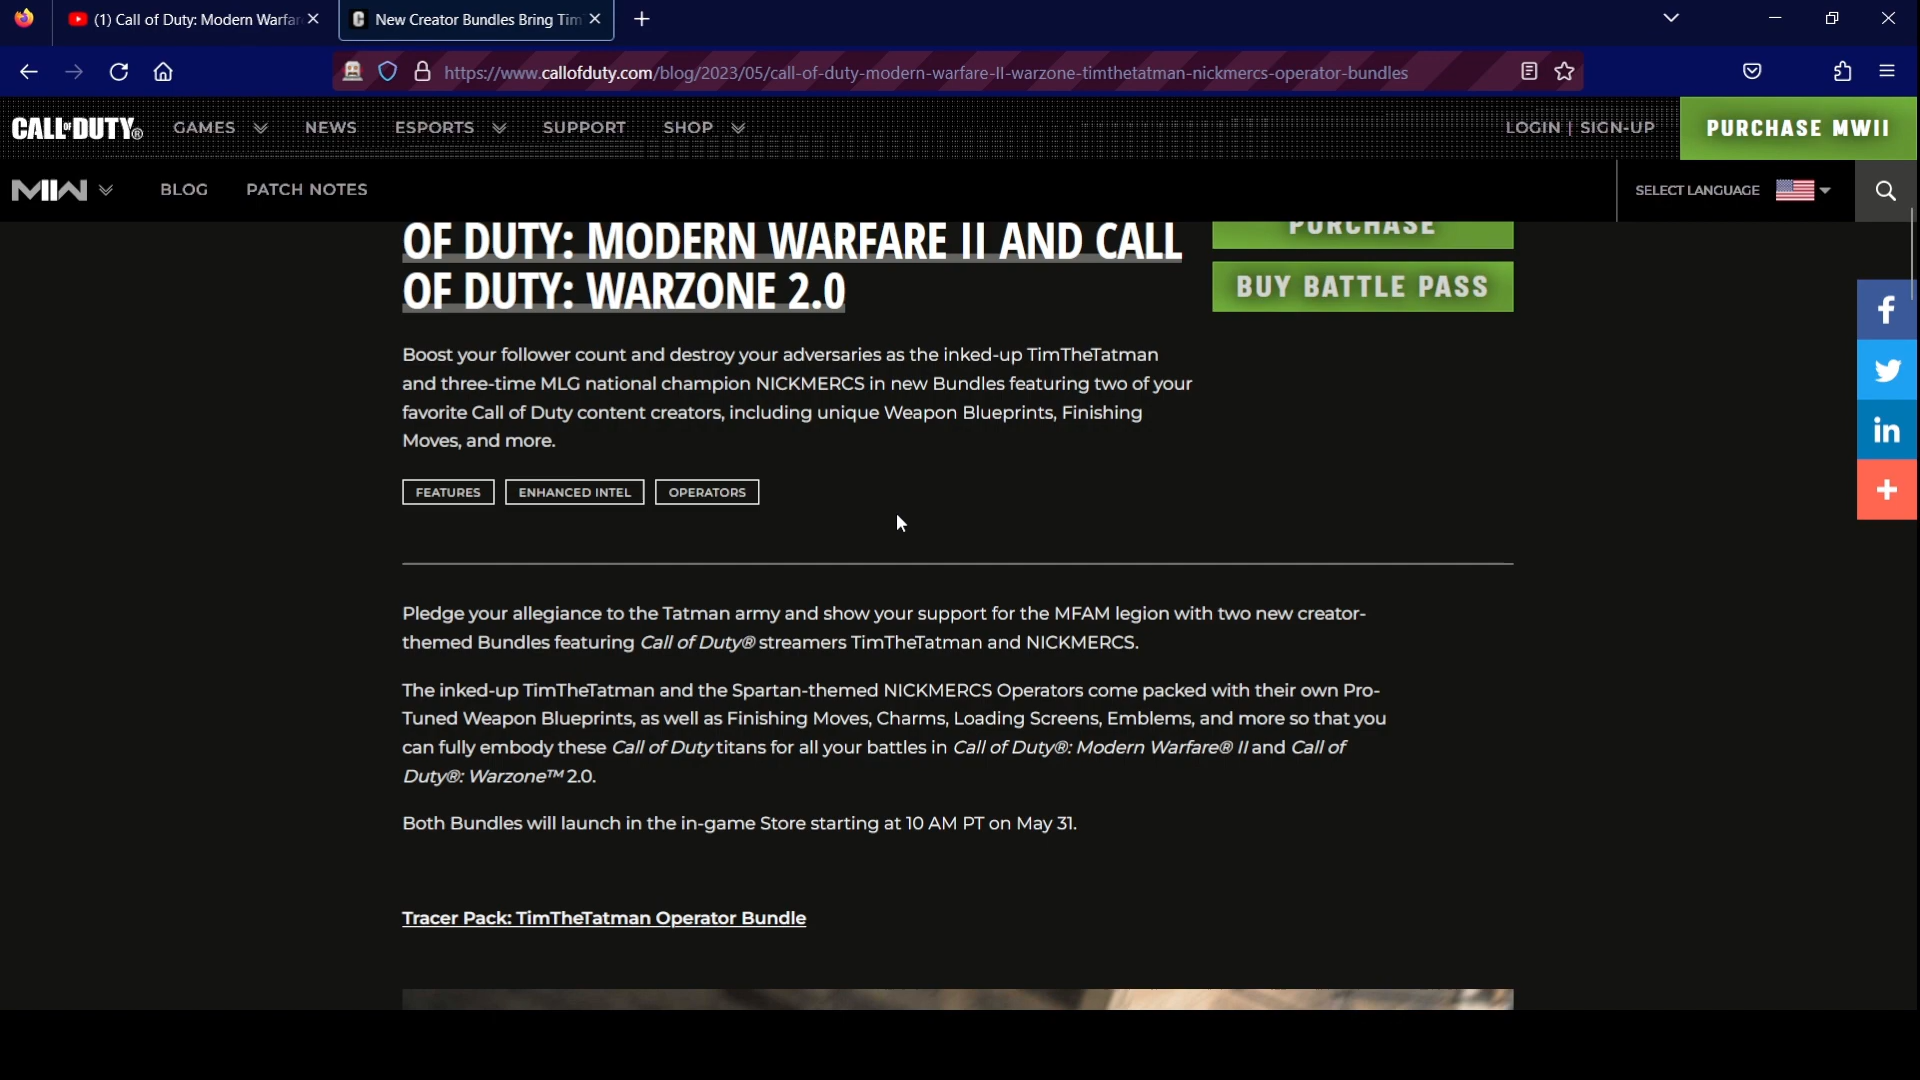 (1) Call of Duty: Modern Warfar
New Creator Bundles Bring Tim
https://www.callofduty.com/blog/2023/05/call-of-duty-modern-warfare-II-warzone-timthetatman-nickmercs-operator-bundles
CALL OF DUTY® GAMES NEWS ESPORTS SUPPORT SHOP LOGIN | SIGN-UP PURCHASE MWII
MW BLOG PATCH NOTES SELECT LANGUAGE
OF DUTY: MODERN WARFARE II AND CALL
OF DUTY: WARZONE 2.0
PURCHASE
BUY BATTLE PASS
Boost your follower count and destroy your adversaries as the inked-up TimTheTatman
and three-time MLG national champion NICKMERCS in new Bundles featuring two of your
favorite Call of Duty content creators, including unique Weapon Blueprints, Finishing
Moves, and more.
FEATURES ENHANCED INTEL OPERATORS
Pledge your allegiance to the Tatman army and show your support for the MFAM legion with two new creator-
themed Bundles featuring Call of Duty® streamers TimTheTatman and NICKMERCS.
The inked-up TimTheTatman and the Spartan-themed NICKMERCS Operators come packed with their own Pro-
Tuned Weapon Blueprints, as well as Finishing Moves, Charms, Loading Screens, Emblems, and more so that you
can fully embody these Call of Duty titans for all your battles in Call of Duty®: Modern Warfare® II and Call of
Duty®: Warzone™ 2.0.
Both Bundles will launch in the in-game Store starting at 10 AM PT on May 31.
Tracer Pack: TimTheTatman Operator Bundle